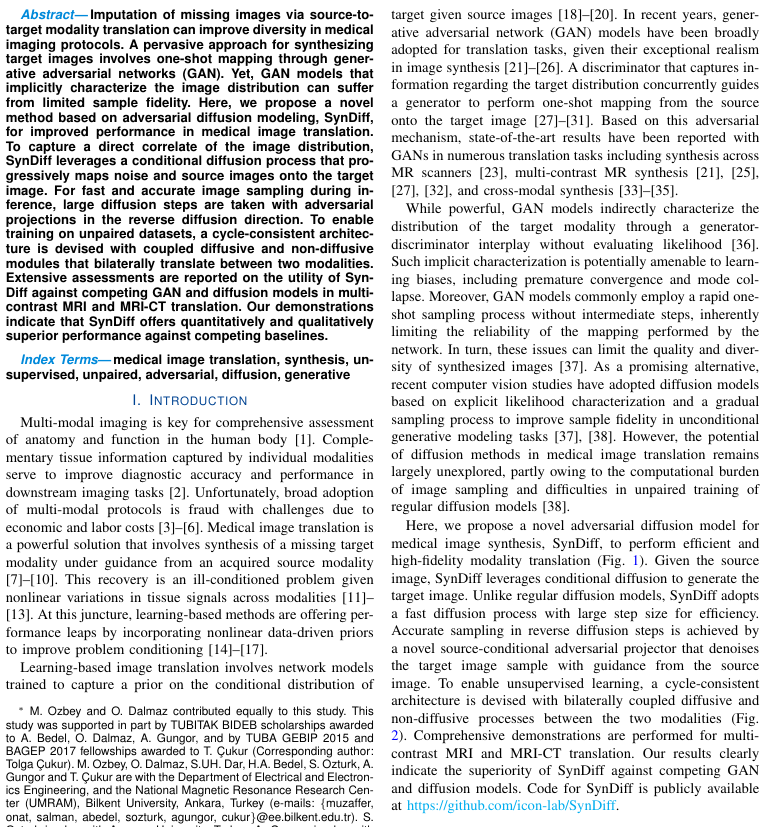 Abstract—Imputation of missing images via source-to-
target modality translation can improve diversity in medical
imaging protocols. A pervasive approach for synthesizing
target images involves one-shot mapping through gener-
ative adversarial networks (GAN). Yet, GAN models that
implicitly characterize the image distribution can suffer
from limited sample fidelity. Here, we propose a novel
method based on adversarial diffusion modeling, SynDiff,
for improved performance in medical image translation.
To capture a direct correlate of the image distribution,
SynDiff leverages a conditional diffusion process that pro-
gressively maps noise and source images onto the target
image. For fast and accurate image sampling during in-
ference, large diffusion steps are taken with adversarial
projections in the reverse diffusion direction. To enable
training on unpaired datasets, a cycle-consistent architec-
ture is devised with coupled diffusive and non-diffusive
modules that bilaterally translate between two modalities.
Extensive assessments are reported on the utility of Syn-
Diff against competing GAN and diffusion models in multi-
contrast MRI and MRI-CT translation. Our demonstrations
indicate that SynDiff offers quantitatively and qualitatively
superior performance against competing baselines.
Index Terms—medical image translation, synthesis, un-
supervised, unpaired, adversarial, diffusion, generative
I. INTRODUCTION
Multi-modal imaging is key for comprehensive assessment
of anatomy and function in the human body [1]. Comple-
mentary tissue information captured by individual modalities
serve to improve diagnostic accuracy and performance in
downstream imaging tasks [2]. Unfortunately, broad adoption
of multi-modal protocols is fraud with challenges due to
economic and labor costs [3]–[6]. Medical image translation is
a powerful solution that involves synthesis of a missing target
modality under guidance from an acquired source modality
[7]–[10]. This recovery is an ill-conditioned problem given
nonlinear variations in tissue signals across modalities [11]–
[13]. At this juncture, learning-based methods are offering per-
formance leaps by incorporating nonlinear data-driven priors
to improve problem conditioning [14]–[17].
Learning-based image translation involves network models
trained to capture a prior on the conditional distribution of
* M. Ozbey and O. Dalmaz contributed equally to this study. This
study was supported in part by TUBITAK BIDEB scholarships awarded
to A. Bedel, O. Dalmaz, A. Gungor, and by TUBA GEBIP 2015 and
BAGEP 2017 fellowships awarded to T. Çukur (Corresponding author:
Tolga Çukur). M. Ozbey, O. Dalmaz, S.UH. Dar, H.A. Bedel, S. Ozturk, A.
Gungor and T. Çukur are with the Department of Electrical and Electron-
ics Engineering, and the National Magnetic Resonance Research Cen-
ter (UMRAM), Bilkent University, Ankara, Turkey (e-mails: {muzaffer,
onat, salman, abedel, sozturk, agungor, cukur}@ee.bilkent.edu.tr). S.
target given source images [18]–[20]. In recent years, gener-
ative adversarial network (GAN) models have been broadly
adopted for translation tasks, given their exceptional realism
in image synthesis [21]–[26]. A discriminator that captures in-
formation regarding the target distribution concurrently guides
a generator to perform one-shot mapping from the source
onto the target image [27]–[31]. Based on this adversarial
mechanism, state-of-the-art results have been reported with
GANs in numerous translation tasks including synthesis across
MR scanners [23], multi-contrast MR synthesis [21], [25],
[27], [32], and cross-modal synthesis [33]–[35].
While powerful, GAN models indirectly characterize the
distribution of the target modality through a generator-
discriminator interplay without evaluating likelihood [36].
Such implicit characterization is potentially amenable to learn-
ing biases, including premature convergence and mode col-
lapse. Moreover, GAN models commonly employ a rapid one-
shot sampling process without intermediate steps, inherently
limiting the reliability of the mapping performed by the
network. In turn, these issues can limit the quality and diver-
sity of synthesized images [37]. As a promising alternative,
recent computer vision studies have adopted diffusion models
based on explicit likelihood characterization and a gradual
sampling process to improve sample fidelity in unconditional
generative modeling tasks [37], [38]. However, the potential
of diffusion methods in medical image translation remains
largely unexplored, partly owing to the computational burden
of image sampling and difficulties in unpaired training of
regular diffusion models [38].
Here, we propose a novel adversarial diffusion model for
medical image synthesis, SynDiff, to perform efficient and
high-fidelity modality translation (Fig. 1). Given the source
image, SynDiff leverages conditional diffusion to generate the
target image. Unlike regular diffusion models, SynDiff adopts
a fast diffusion process with large step size for efficiency.
Accurate sampling in reverse diffusion steps is achieved by
a novel source-conditional adversarial projector that denoises
the target image sample with guidance from the source
image. To enable unsupervised learning, a cycle-consistent
architecture is devised with bilaterally coupled diffusive and
non-diffusive processes between the two modalities (Fig.
2). Comprehensive demonstrations are performed for multi-
contrast MRI and MRI-CT translation. Our results clearly
indicate the superiority of SynDiff against competing GAN
and diffusion models. Code for SynDiff is publicly available
at https://github.com/icon-lab/SynDiff.